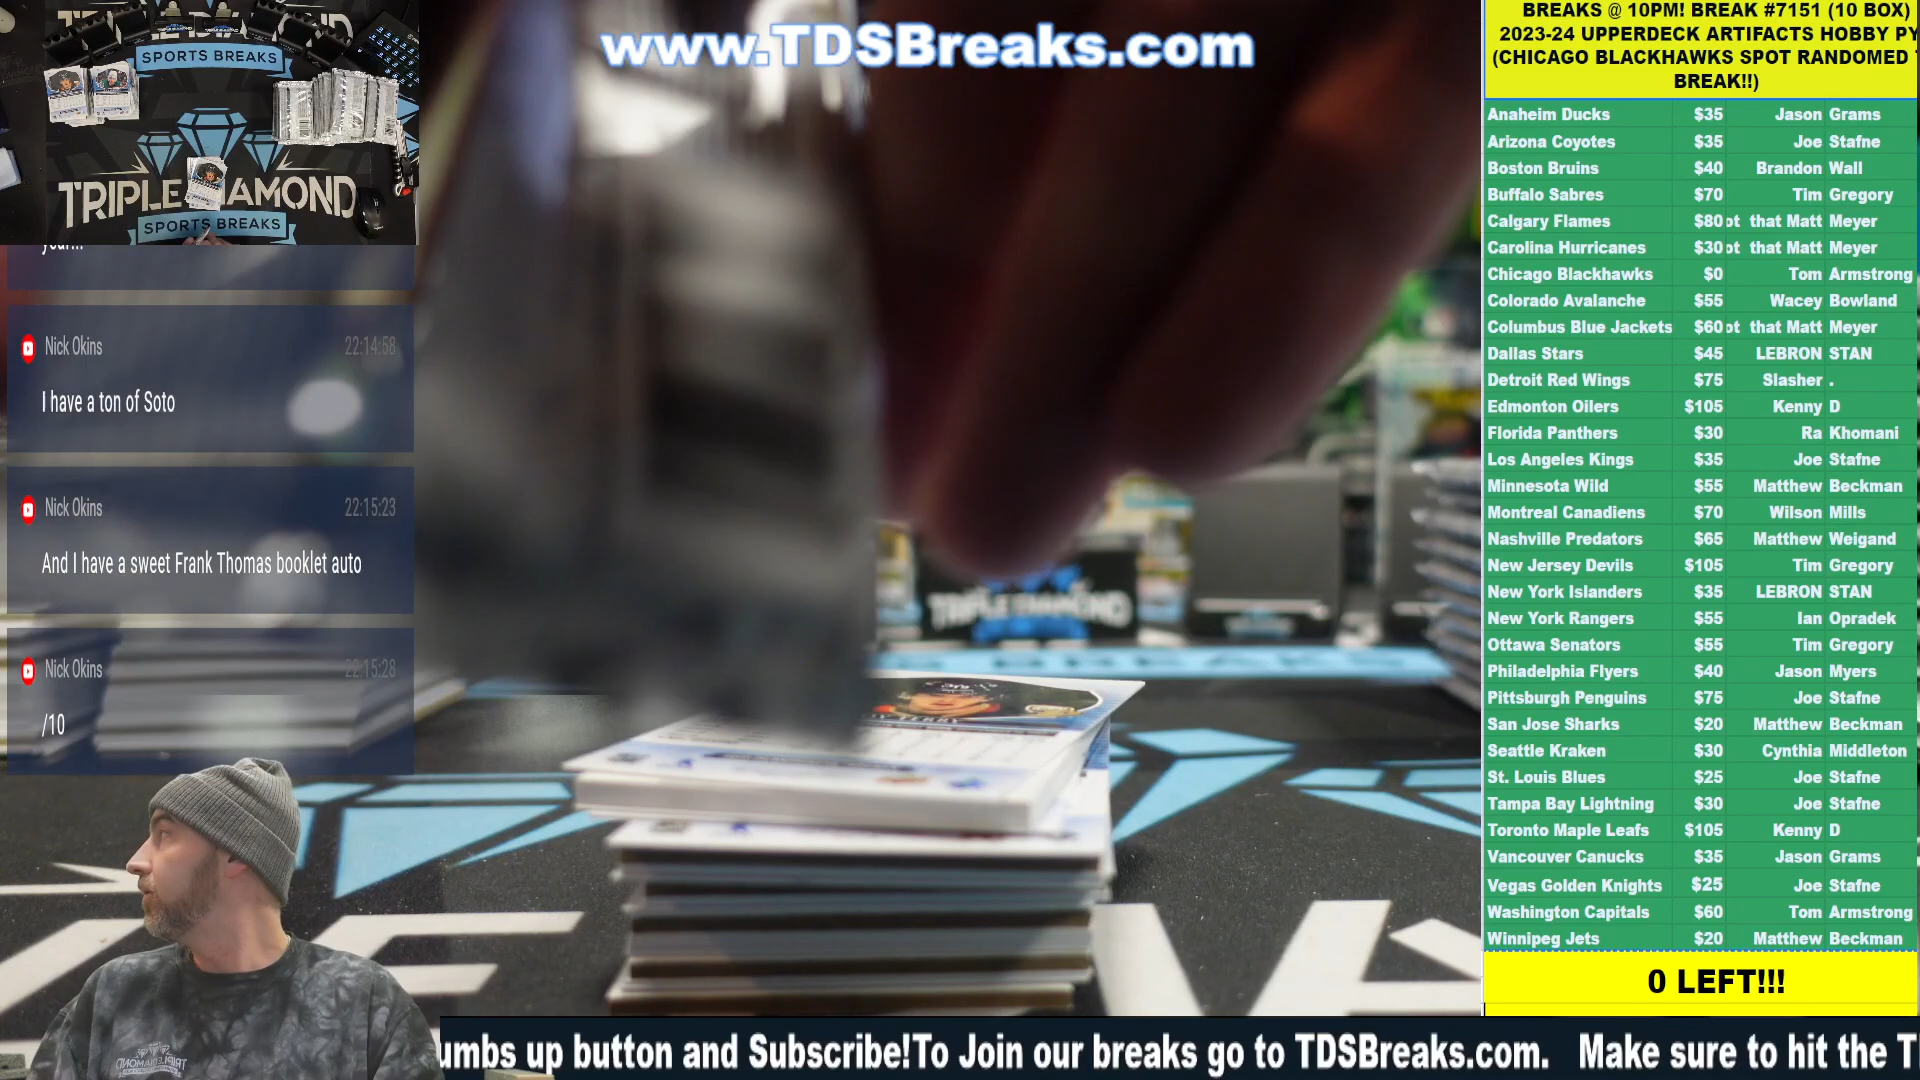 SPORTS BREAKS
TRIPLE DIAMOND
SPORTS BREAKS
www.TDSBreaks.com
Nick Okins 22:14:58
I have a ton of Soto
Nick Okins 22:15:23
And I have a sweet Frank Thomas booklet auto
Nick Okins 22:15:28
/10
TRIPLE DIAMOND
BREAKS
TERRY
BREAKS @ 10PM! BREAK #7151 (10 BOX)
2023-24 UPPERDECK ARTIFACTS HOBBY PY
(CHICAGO BLACKHAWKS SPOT RANDOMED
BREAK!!)
Anaheim Ducks $35 Jason Grams
Arizona Coyotes $35 Joe Stafne
Boston Bruins $40 Brandon Wall
Buffalo Sabres $70 Tim Gregory
Calgary Flames $80 ot that Matt Meyer
Carolina Hurricanes $30 ot that Matt Meyer
Chicago Blackhawks $0 Tom Armstrong
Colorado Avalanche $55 Wacey Bowland
Columbus Blue Jackets $60 ot that Matt Meyer
Dallas Stars $45 LEBRON STAN
Detroit Red Wings $75 Slasher .
Edmonton Oilers $105 Kenny D
Florida Panthers $30 Ra Khomani
Los Angeles Kings $35 Joe Stafne
Minnesota Wild $55 Matthew Beckman
Montreal Canadiens $70 Wilson Mills
Nashville Predators $65 Matthew Weigand
New Jersey Devils $105 Tim Gregory
New York Islanders $35 LEBRON STAN
New York Rangers $55 Ian Opradek
Ottawa Senators $55 Tim Gregory
Philadelphia Flyers $40 Jason Myers
Pittsburgh Penguins $75 Joe Stafne
San Jose Sharks $20 Matthew Beckman
Seattle Kraken $30 Cynthia Middleton
St. Louis Blues $25 Joe Stafne
Tampa Bay Lightning $30 Joe Stafne
Toronto Maple Leafs $105 Kenny D
Vancouver Canucks $35 Jason Grams
Vegas Golden Knights $25 Joe Stafne
Washington Capitals $60 Tom Armstrong
Winnipeg Jets $20 Matthew Beckman
0 LEFT!!!
umbs up button and Subscribe!To Join our breaks go to TDSBreaks.com. Make sure to hit the T